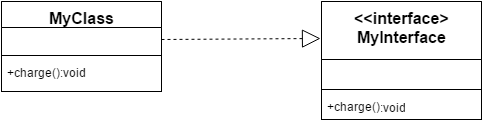 MyClass
+charge():void
<<interface>
MyInterface
+charge():void